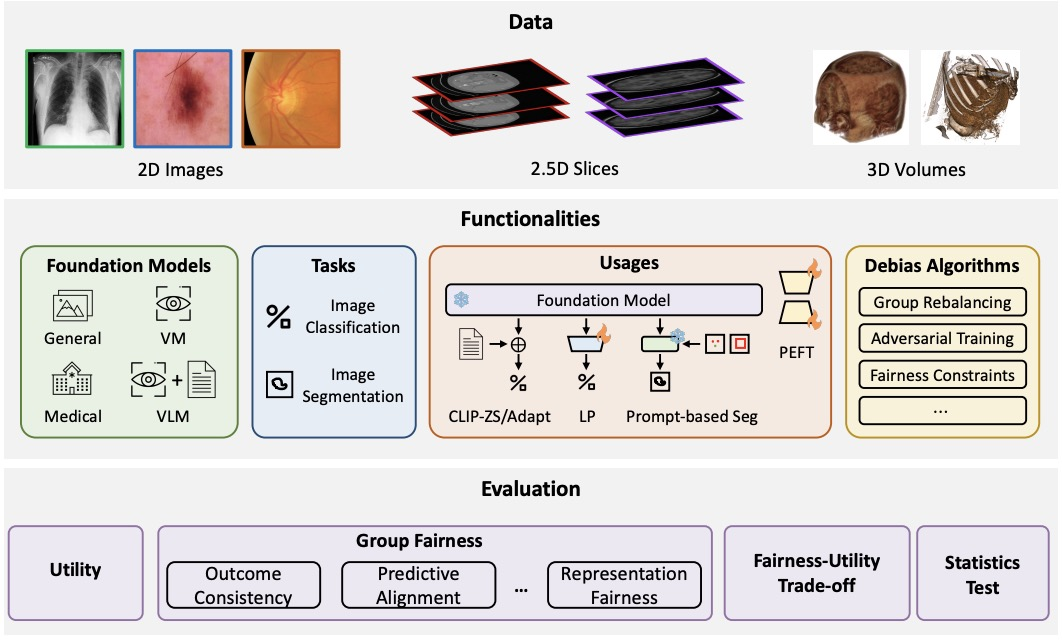 Data
2D Images
2.5D Slices
3D Volumes
Functionalities
Foundation Models
General
VM
Medical
VLM
Tasks
Image
Classification
Image
Segmentation
Usages
Foundation Model
CLIP-ZS/Adapt
LP
Prompt-based Seg
PEFT
Debias Algorithms
Group Rebalancing
Adversarial Training
Fairness Constraints
...
Evaluation
Utility
Group Fairness
Outcome
Consistency
Predictive
Alignment
...
Representation
Fairness
Fairness-Utility
Trade-off
Statistics
Test